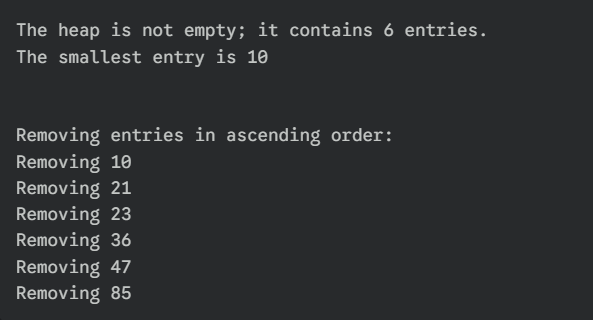 The heap is not empty; it contains 6 entries.
The smallest entry is 10
Removing entries in ascending order:
Removing 10
Removing 21
Removing 23
Removing 36
Removing 47
Removing 85